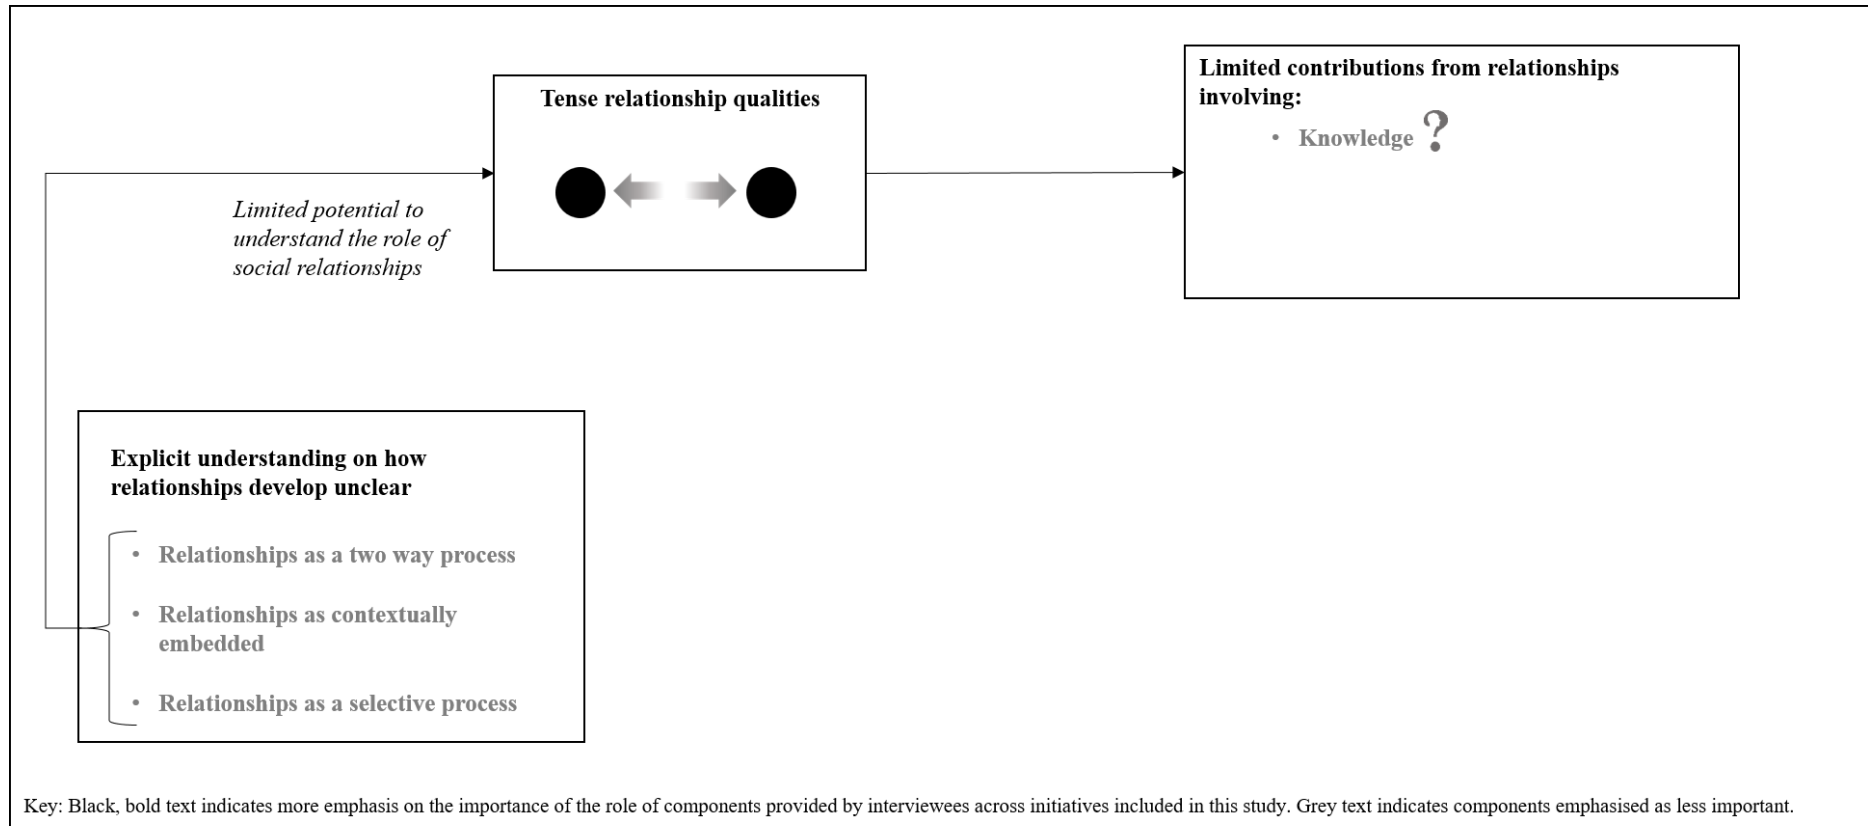 Tense relationship qualities
Limited contributions from relationships
involving:
• Knowledge ?
Limited potential to
understand the role of
social relationships
Explicit understanding on how
relationships develop unclear
• Relationships as a two way process
• Relationships as contextually
embedded
• Relationships as a selective process
Key: Black, bold text indicates more emphasis on the importance of the role of components provided by interviewees across initiatives included in this study. Grey text indicates components emphasised as less important.